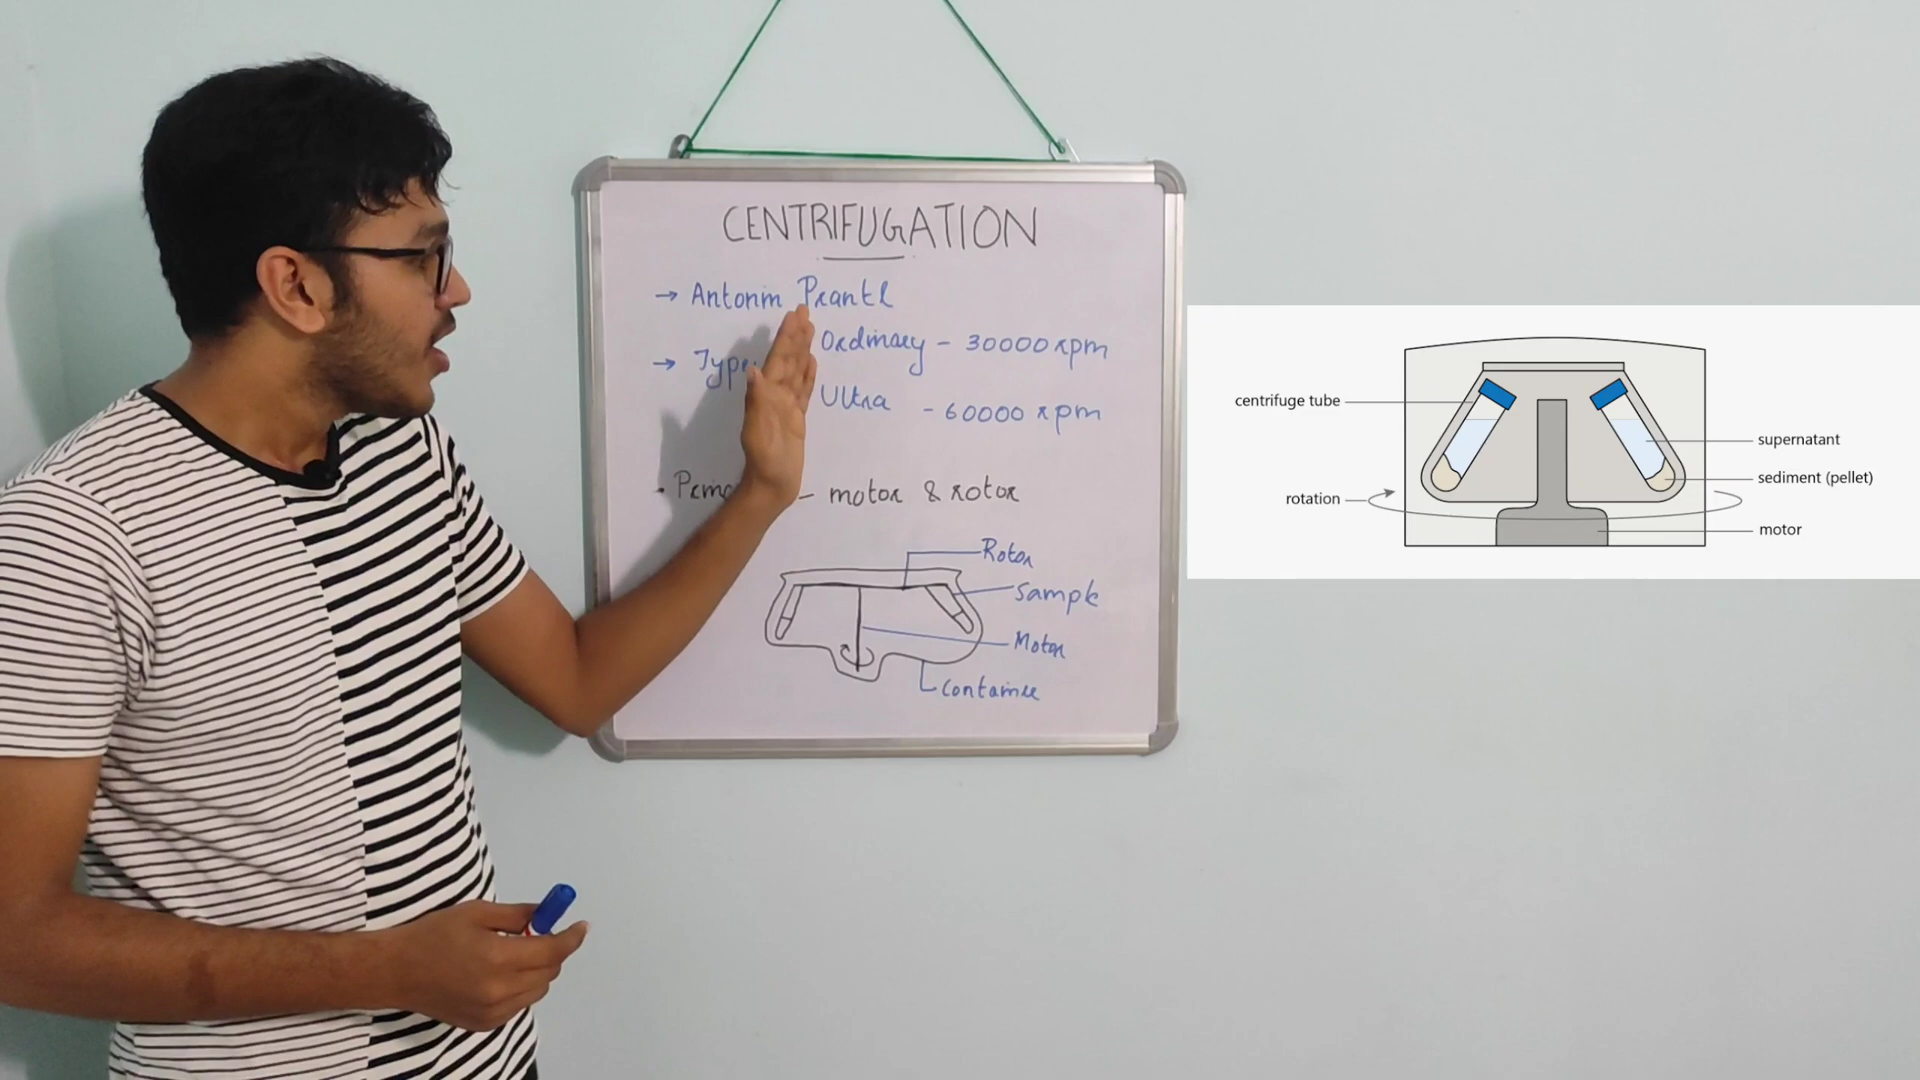 CENTRIFUGATION
→ Antonin Prantl
Ordinary - 30000 rpm
→ Type
Ultra - 60000 rpm
- motor & rotor
Rotor
Sample
Motor
Container
centrifuge tube
supernatant
sediment (pellet)
rotation
motor